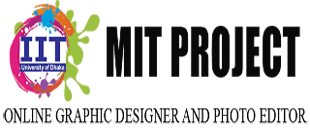 IIT
University of Dhaka
MIT PROJECT
ONLINE GRAPHIC DESIGNER AND PHOTO EDITOR